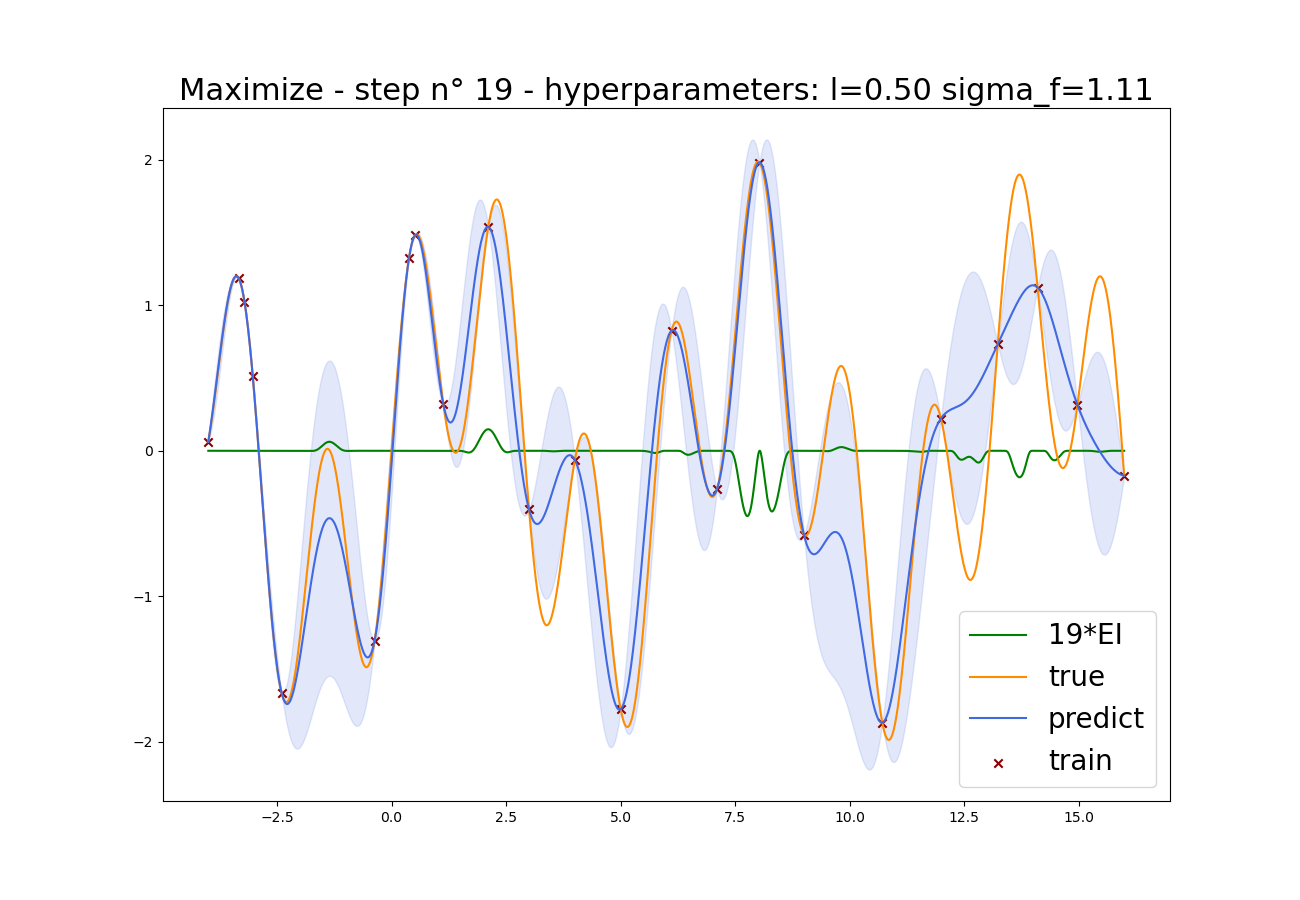 Maximize - step n° 19 - hyperparameters: l=0.50 sigma_f=1.11
2
1
0
−1
−2
−2.5 0.0 2.5 5.0 7.5 10.0 12.5 15.0
19*EI
true
predict
train